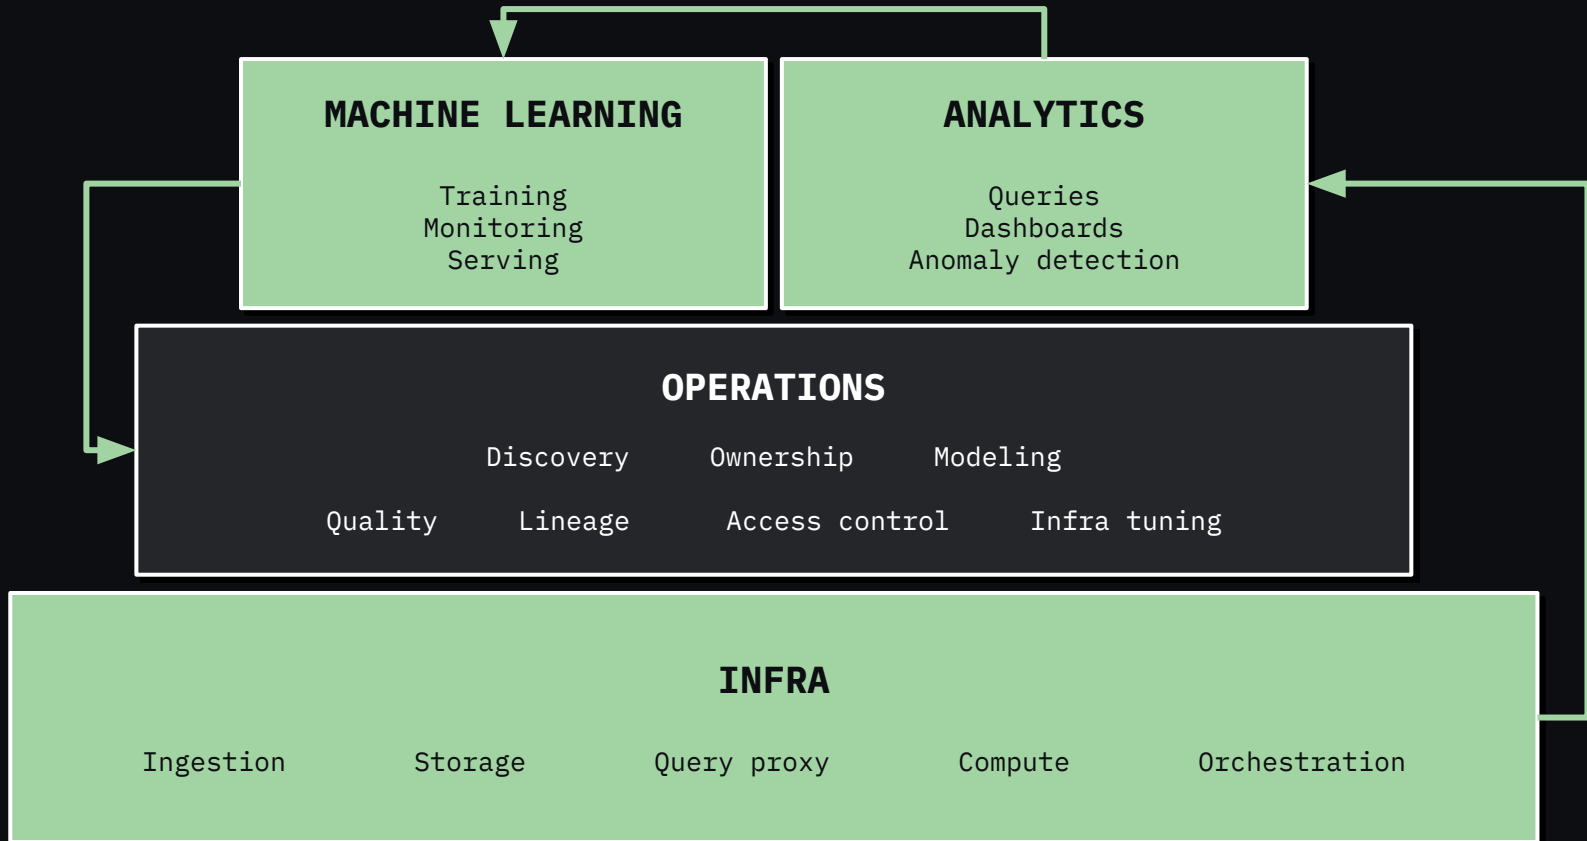 MACHINE LEARNING
Training
Monitoring
Serving
ANALYTICS
Queries
Dashboards
Anomaly detection
OPERATIONS
Discovery Ownership Modeling
Quality Lineage Access control Infra tuning
INFRA
Ingestion Storage Query proxy Compute Orchestration